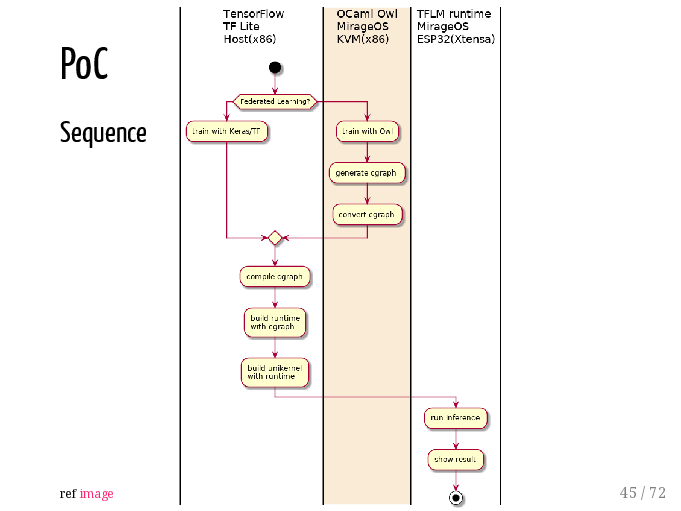 PoC
Sequence
TensorFlow
TF Lite
Host(x86)
OCaml Owl
MirageOS
KVM(x86)
TFLM runtime
MirageOS
ESP32(Xtensa)
Federated Learning?
train with Keras/TF
train with Owl
generate cgraph
convert cgraph
compile cgraph
build runtime
with cgraph
build unikernel
with runtime
run inference
show result
ref image
45 / 72